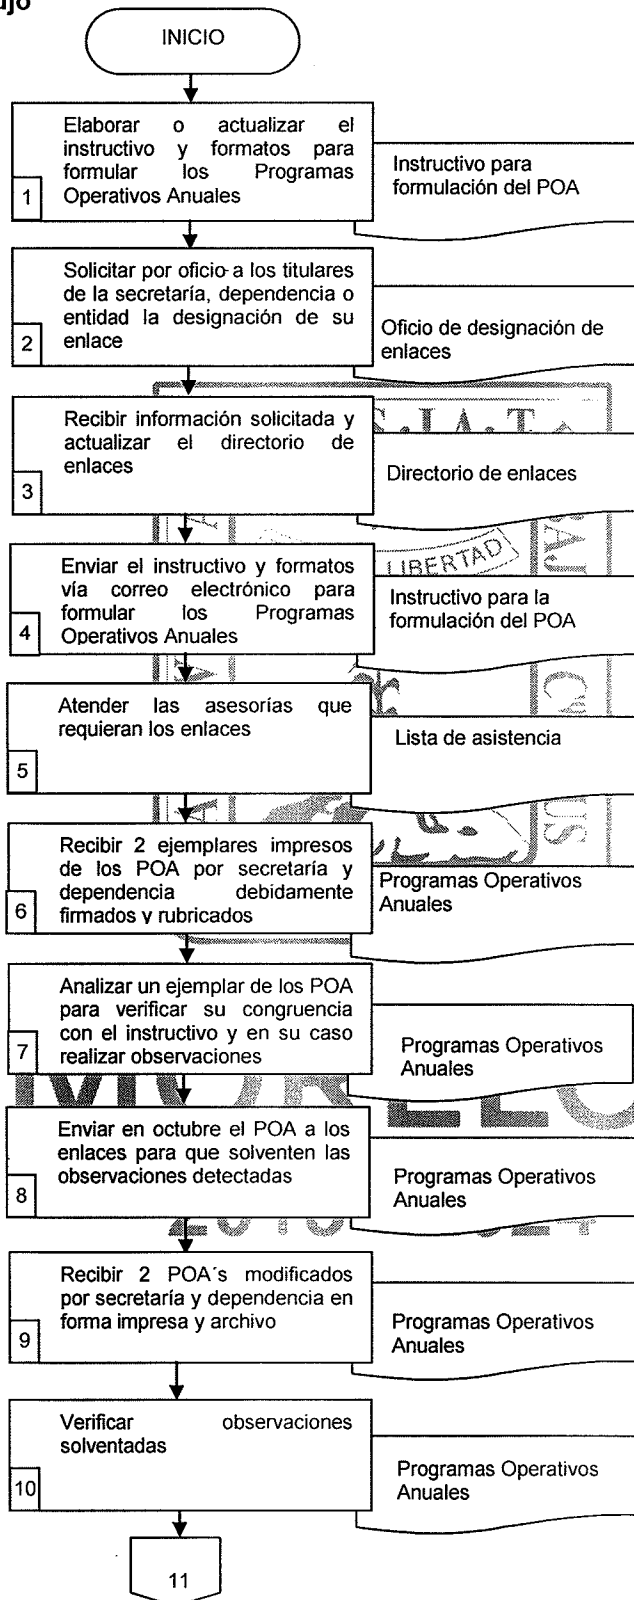 INICIO
Elaborar o actualizar el
instructivo y formatos para
formular los Programas
Operativos Anuales
1
Instructivo para
formulación del POA
Solicitar por oficio a los titulares
de la secretaría, dependencia o
entidad la designación de su
enlace
2
Oficio de designación de
enlaces
Recibir información solicitada y
actualizar el directorio de
enlaces
3
Directorio de enlaces
LIBERTAD
Enviar el instructivo y formatos
vía correo electrónico para
formular los Programas
Operativos Anuales
4
Instructivo para la
formulación del POA
Atender las asesorías que
requieran los enlaces
5
Lista de asistencia
Recibir 2 ejemplares impresos
de los POA por secretaría y
dependencia debidamente
firmados y rubricados
6
Programas Operativos
Anuales
Analizar un ejemplar de los POA
para verificar su congruencia
con el instructivo y en su caso
realizar observaciones
7
Programas Operativos
Anuales
Enviar en octubre el POA a los
enlaces para que solventen las
observaciones detectadas
8
Programas Operativos
Anuales
Recibir 2 POA´s modificados
por secretaría y dependencia en
forma impresa y archivo
9
Programas Operativos
Anuales
Verificar observaciones
solventadas
10
Programas Operativos
Anuales
11